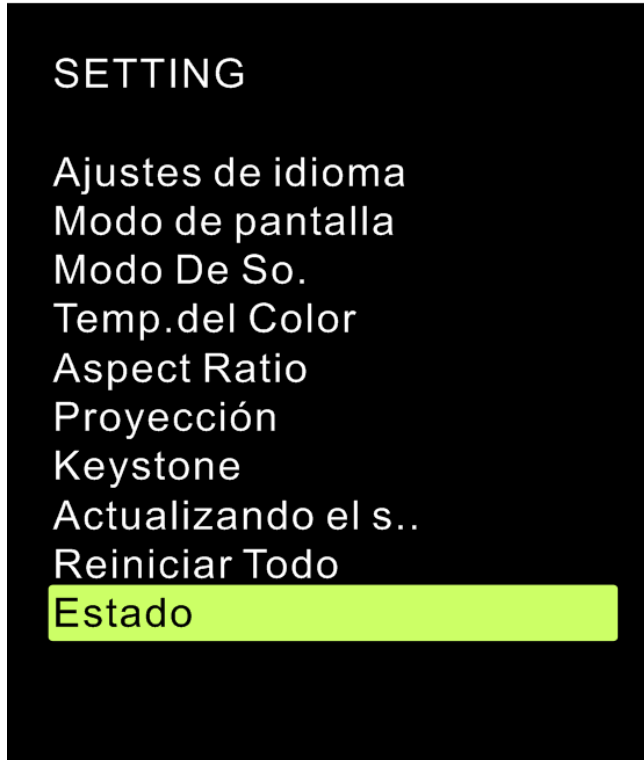 SETTING
Ajustes de idioma
Modo de pantalla
Modo De So.
Temp.del Color
Aspect Ratio
Proyección
Keystone
Actualizando el s..
Reiniciar Todo
Estado